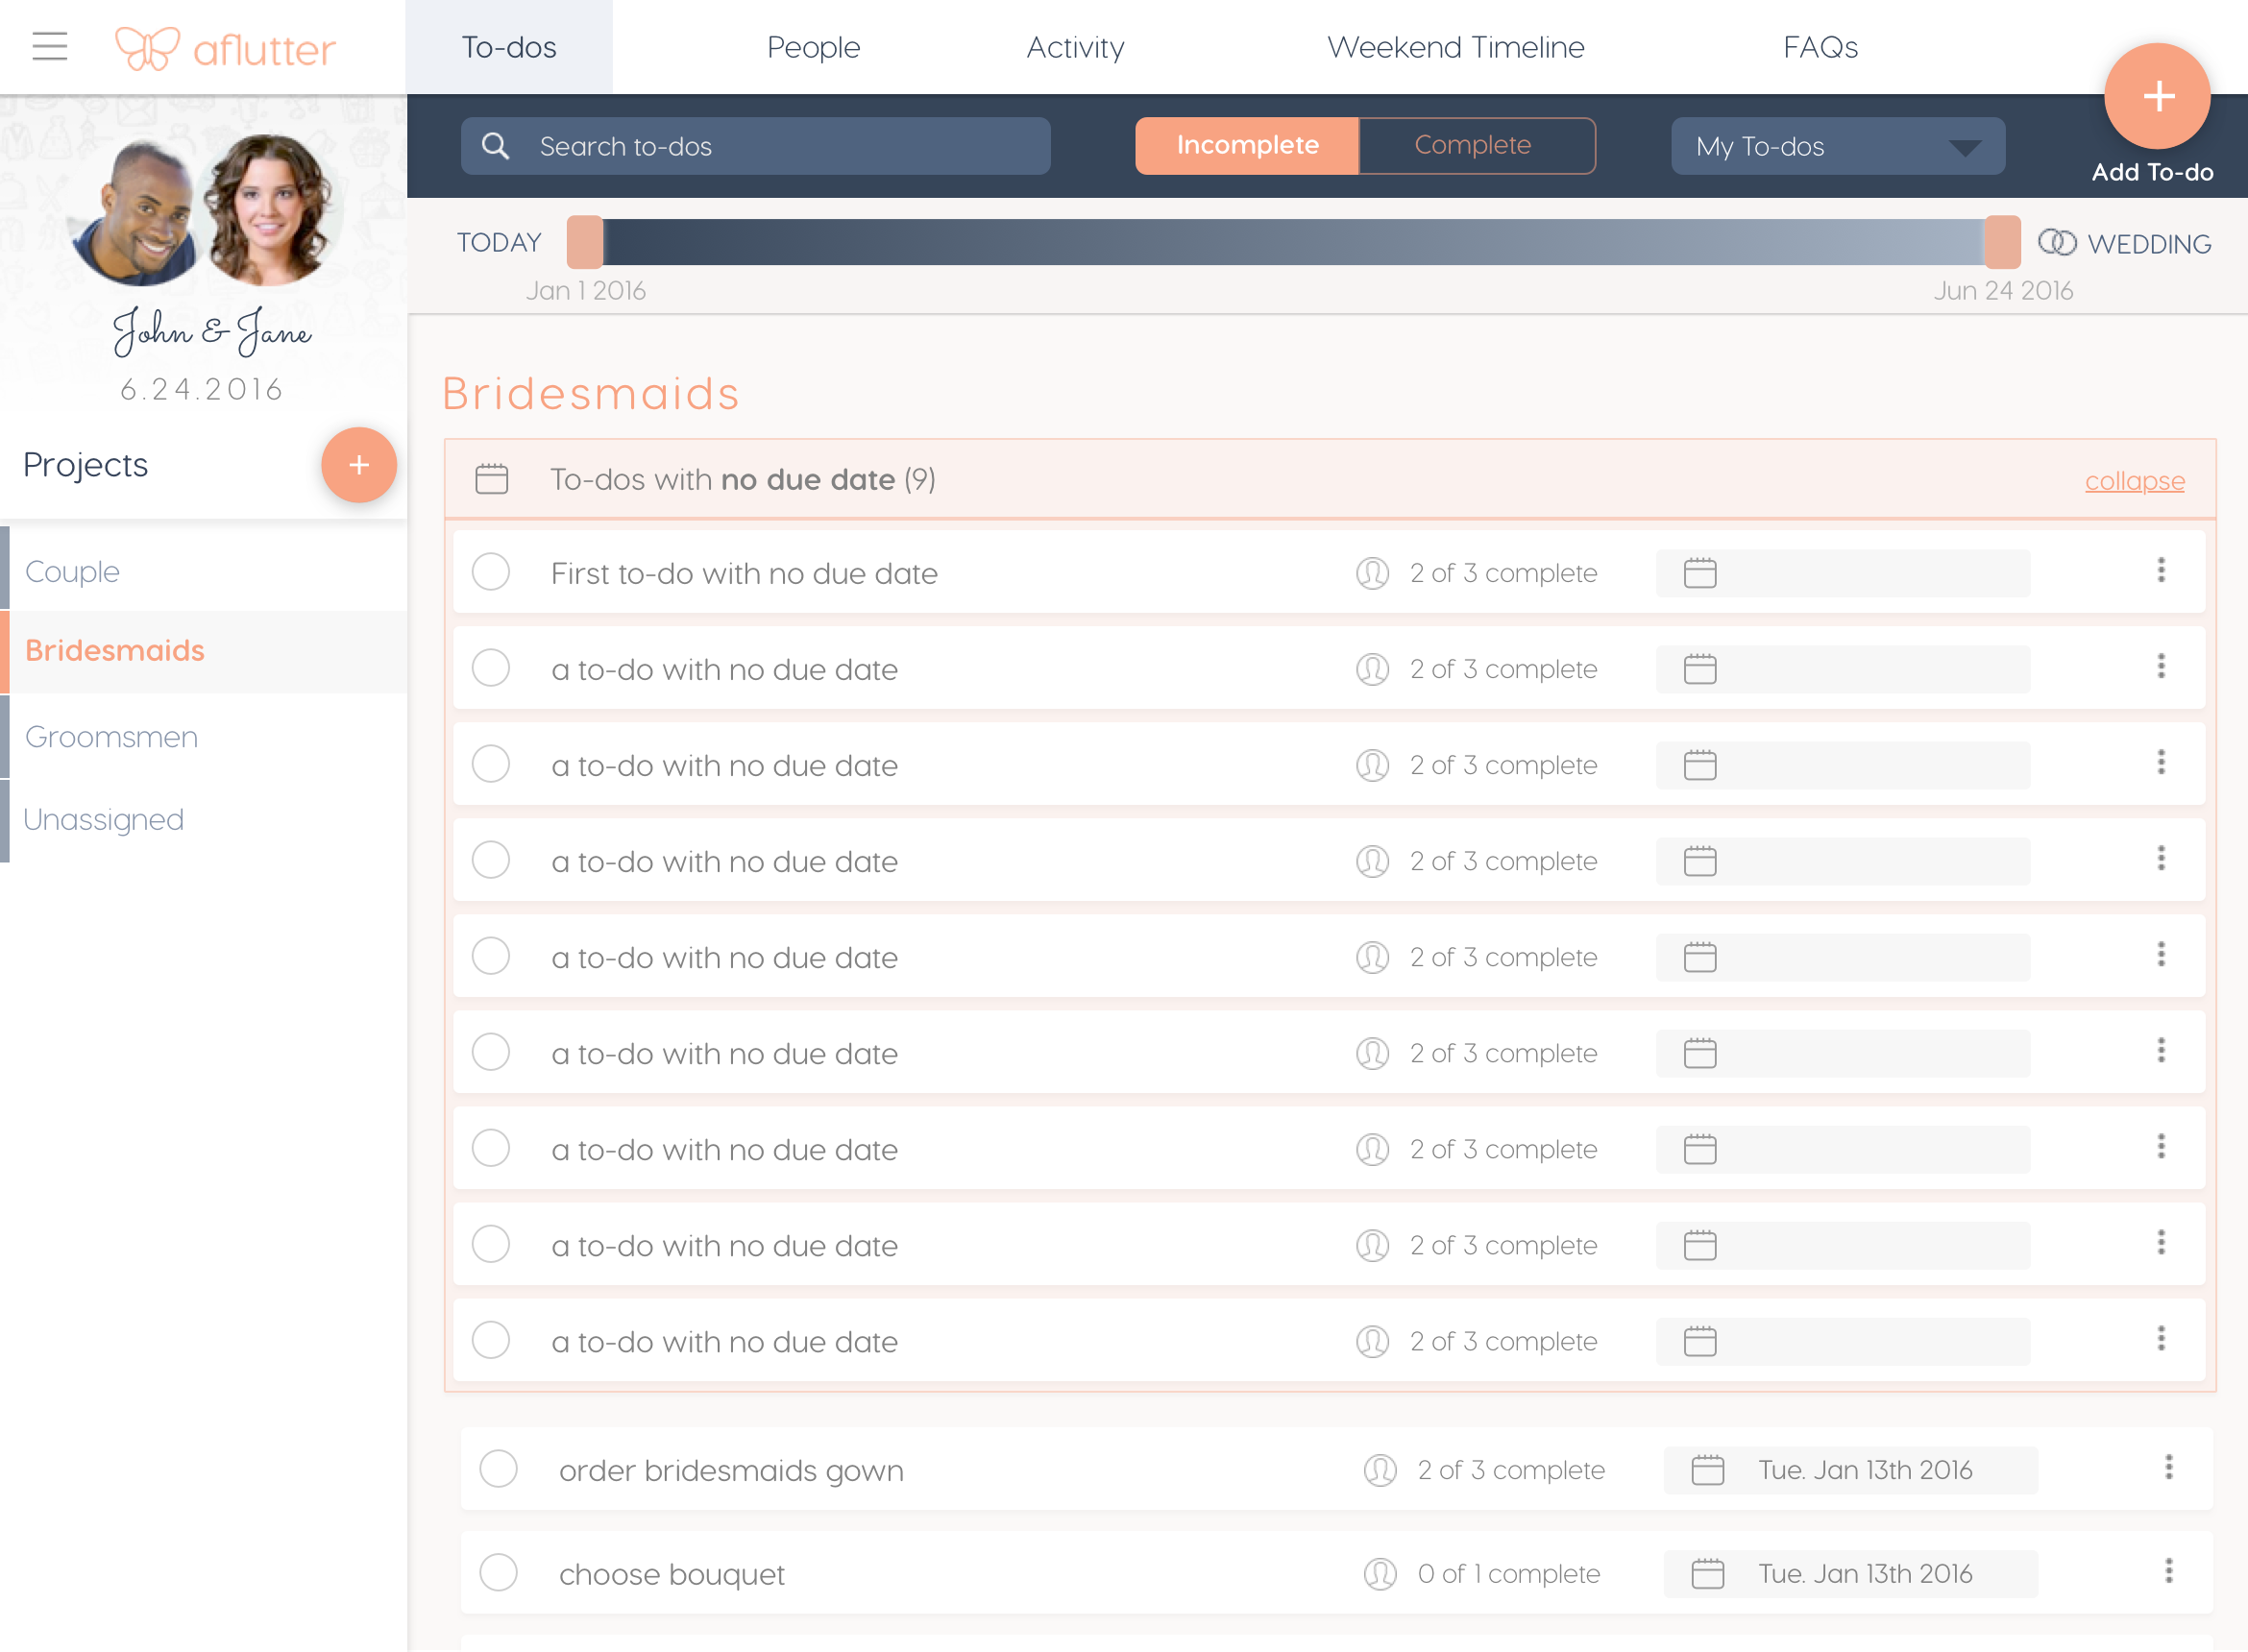 aflutter
To-dos
People
Activity
Weekend Timeline
FAQs
Search to-dos
Incomplete
Complete
My To-dos
Add To-do
TODAY
WEDDING
Jan 1 2016
Jun 24 2016
John & Jane
6.24.2016
Projects
Couple
Bridesmaids
Groomsmen
Unassigned
Bridesmaids
To-dos with no due date (9)
collapse
First to-do with no due date
2 of 3 complete
a to-do with no due date
2 of 3 complete
a to-do with no due date
2 of 3 complete
a to-do with no due date
2 of 3 complete
a to-do with no due date
2 of 3 complete
a to-do with no due date
2 of 3 complete
a to-do with no due date
2 of 3 complete
a to-do with no due date
2 of 3 complete
a to-do with no due date
2 of 3 complete
order bridesmaids gown
2 of 3 complete
Tue. Jan 13th 2016
choose bouquet
0 of 1 complete
Tue. Jan 13th 2016